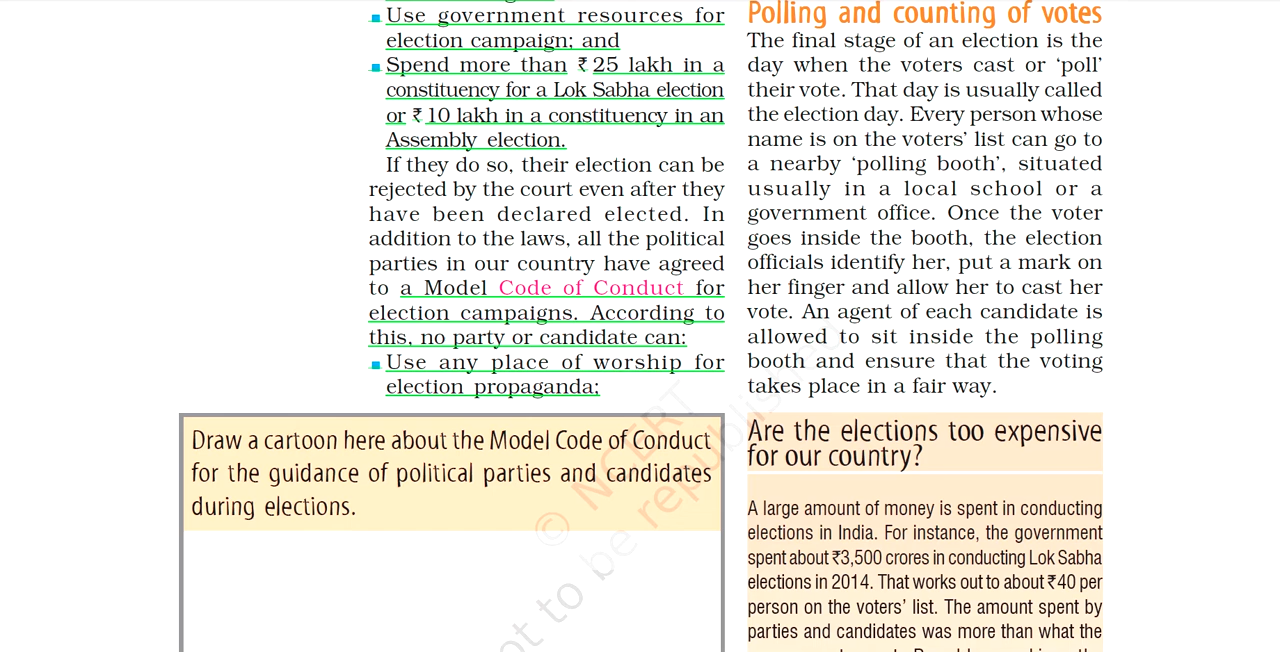 Use government resources for
election campaign; and
Spend more than ₹ 25 lakh in a
constituency for a Lok Sabha election
or ₹ 10 lakh in a constituency in an
Assembly election.
If they do so, their election can be
rejected by the court even after they
have been declared elected. In
addition to the laws, all the political
parties in our country have agreed
to a Model Code of Conduct for
election campaigns. According to
this, no party or candidate can:
Use any place of worship for
election propaganda;
Draw a cartoon here about the Model Code of Conduct
for the guidance of political parties and candidates
during elections.
Polling and counting of votes
The final stage of an election is the
day when the voters cast or ‘poll’
their vote. That day is usually called
the election day. Every person whose
name is on the voters’ list can go to
a nearby ‘polling booth’, situated
usually in a local school or a
government office. Once the voter
goes inside the booth, the election
officials identify her, put a mark on
her finger and allow her to cast her
vote. An agent of each candidate is
allowed to sit inside the polling
booth and ensure that the voting
takes place in a fair way.
Are the elections too expensive
for our country?
A large amount of money is spent in conducting
elections in India. For instance, the government
spent about ₹3,500 crores in conducting Lok Sabha
elections in 2014. That works out to about ₹40 per
person on the voters’ list. The amount spent by
parties and candidates was more than what the
© NCERT
to be republished